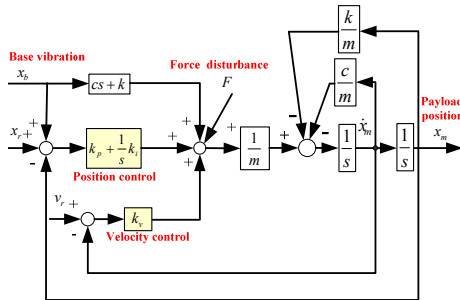 k
m
Base vibration
x_b
cs + k
Force disturbance
F
c
m
Payload
position
x_r
+
+
-
k_p + 1/s k_i
Position control
+
+
+
+
+
1
m
+
-
-
1
s
ẋ_m
1
s
x_m
v_r
+
-
k_v
Velocity control